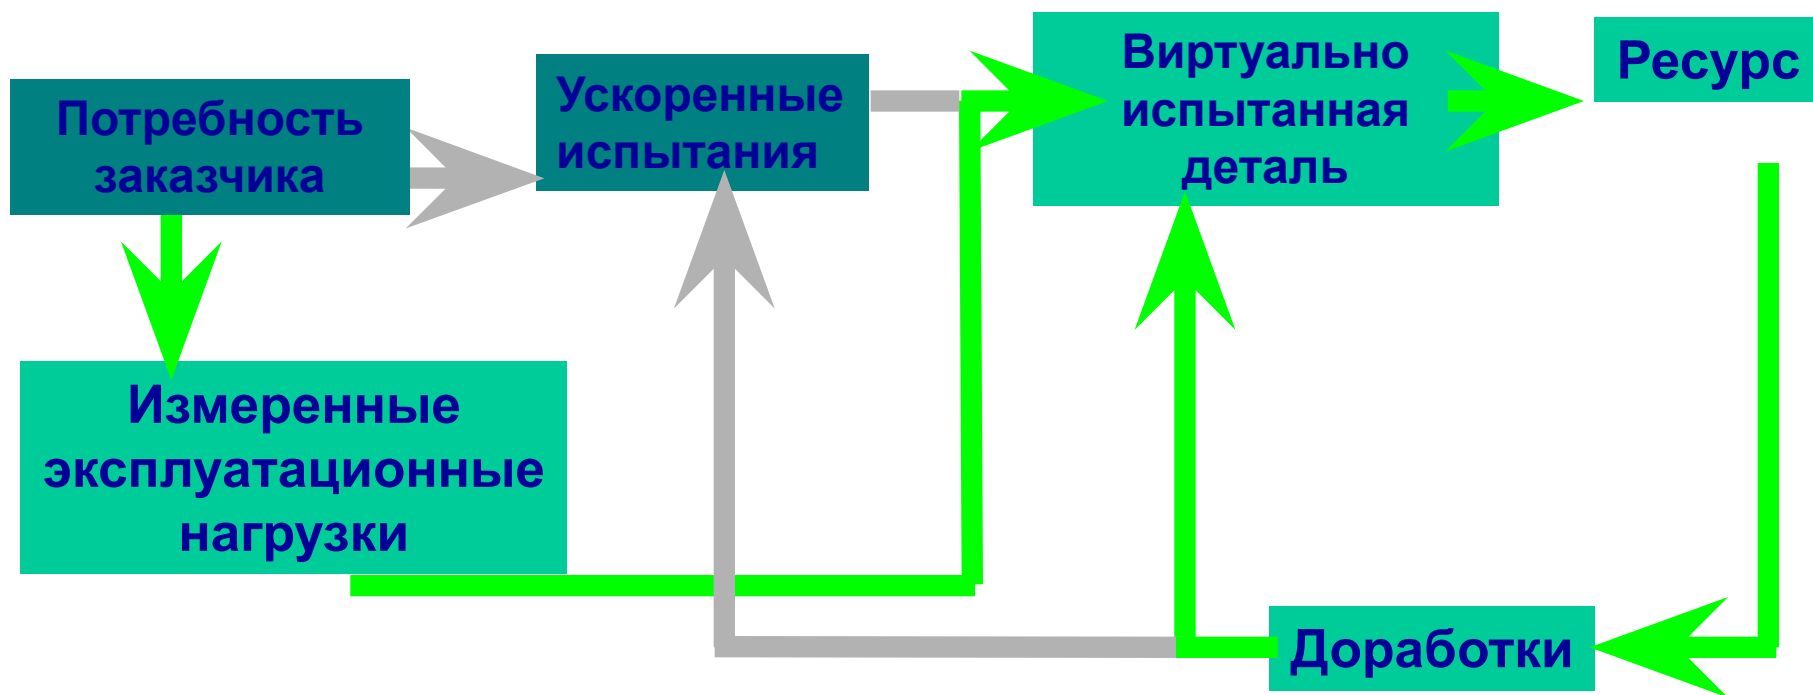 Потребность
заказчика
Ускоренные
испытания
Виртуально
испытанная
деталь
Ресурс
Измеренные
эксплуатационные
нагрузки
Доработки